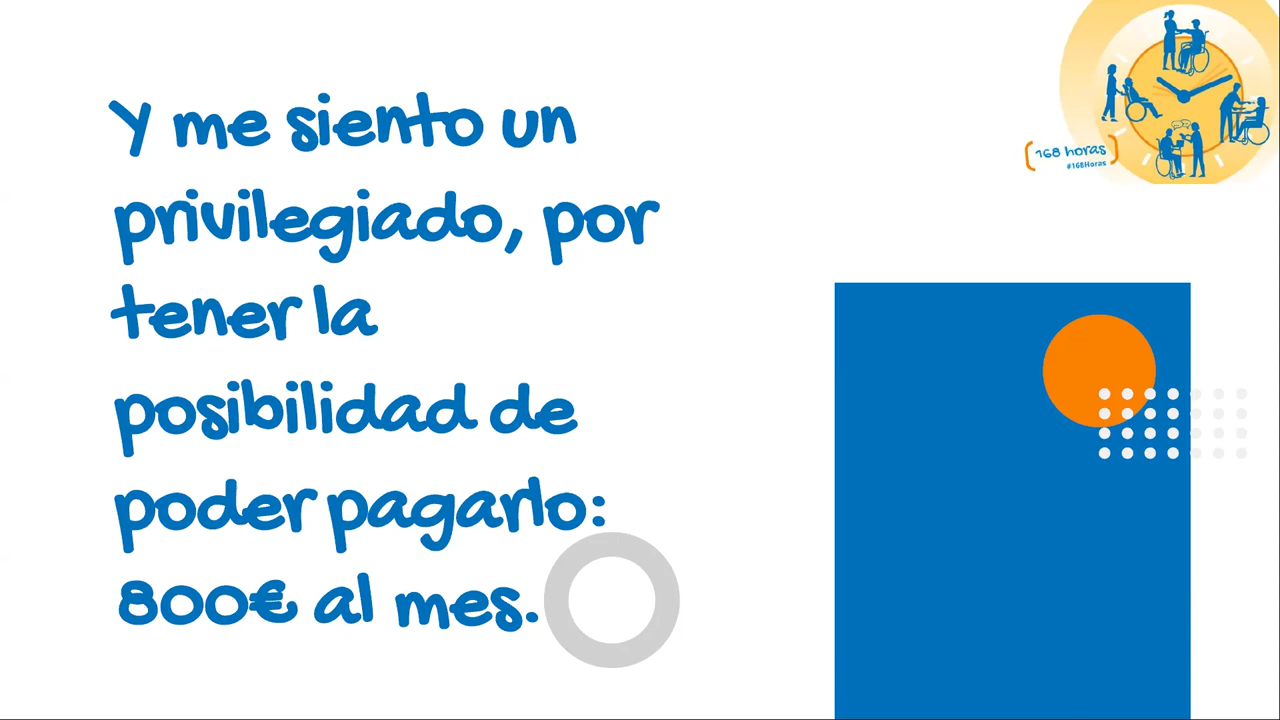 Y me siento un
privilegiado, por
tener la
posibilidad de
poder pagarlo:
800€ al mes.
168 horas
#168Horas